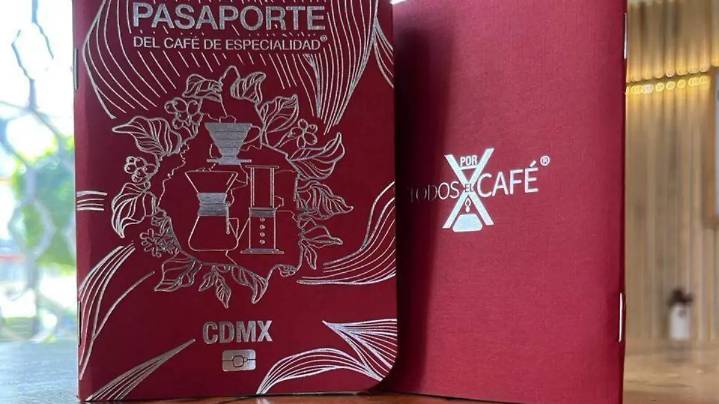 PASAPORTE
DEL CAFÉ DE ESPECIALIDAD®
CDMX
POR
TODOS EL CAFÉ®